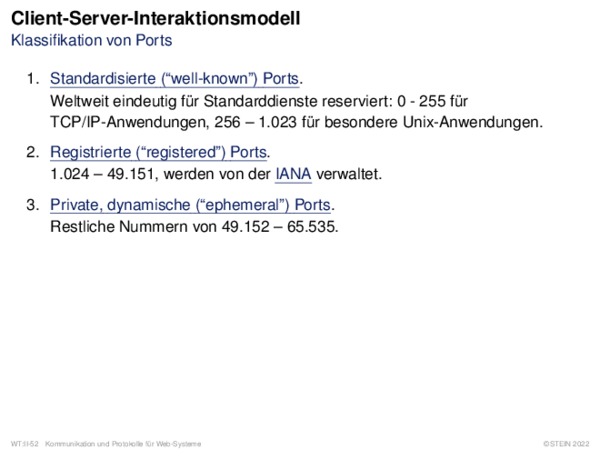 Client-Server-Interaktionsmodell
Klassifikation von Ports
1. Standardisierte (“well-known”) Ports.
Weltweit eindeutig für Standarddienste reserviert: 0 - 255 für
TCP/IP-Anwendungen, 256 – 1.023 für besondere Unix-Anwendungen.
2. Registrierte (“registered”) Ports.
1.024 – 49.151, werden von der IANA verwaltet.
3. Private, dynamische (“ephemeral”) Ports.
Restliche Nummern von 49.152 – 65.535.
WT:II-52 Kommunikation und Protokolle für Web-Systeme ©STEIN 2022